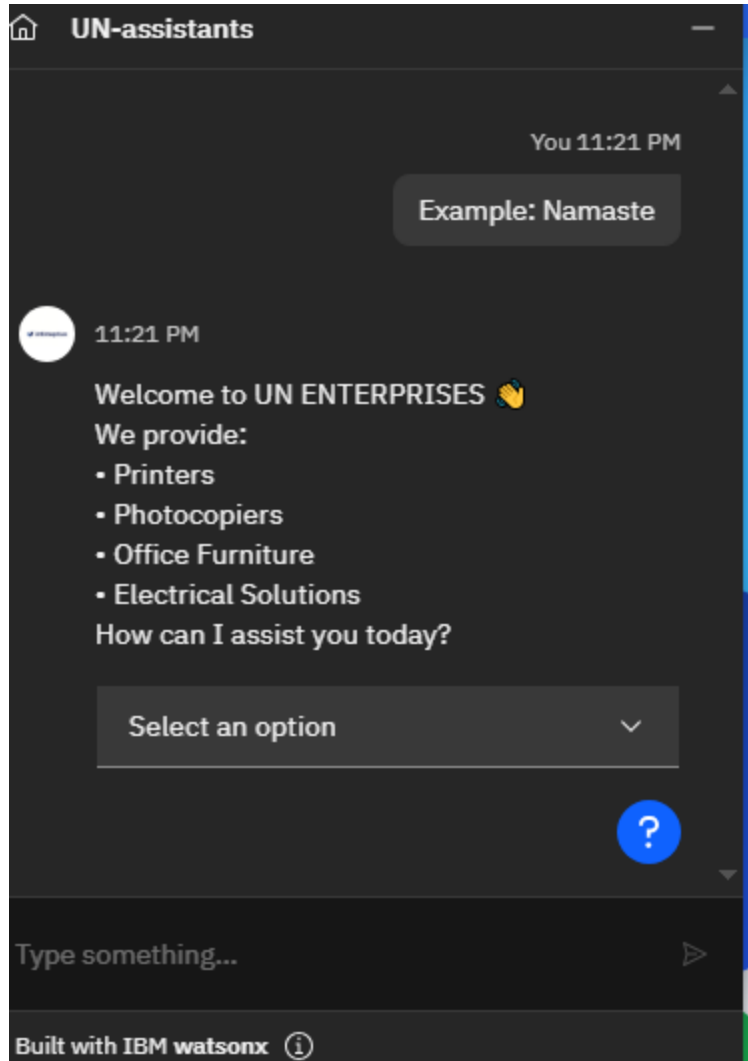 UN-assistants
You 11:21 PM
Example: Namaste
11:21 PM
Welcome to UN ENTERPRISES 👋
We provide:
• Printers
• Photocopiers
• Office Furniture
• Electrical Solutions
How can I assist you today?
Select an option
?
Type something...
Built with IBM watsonx